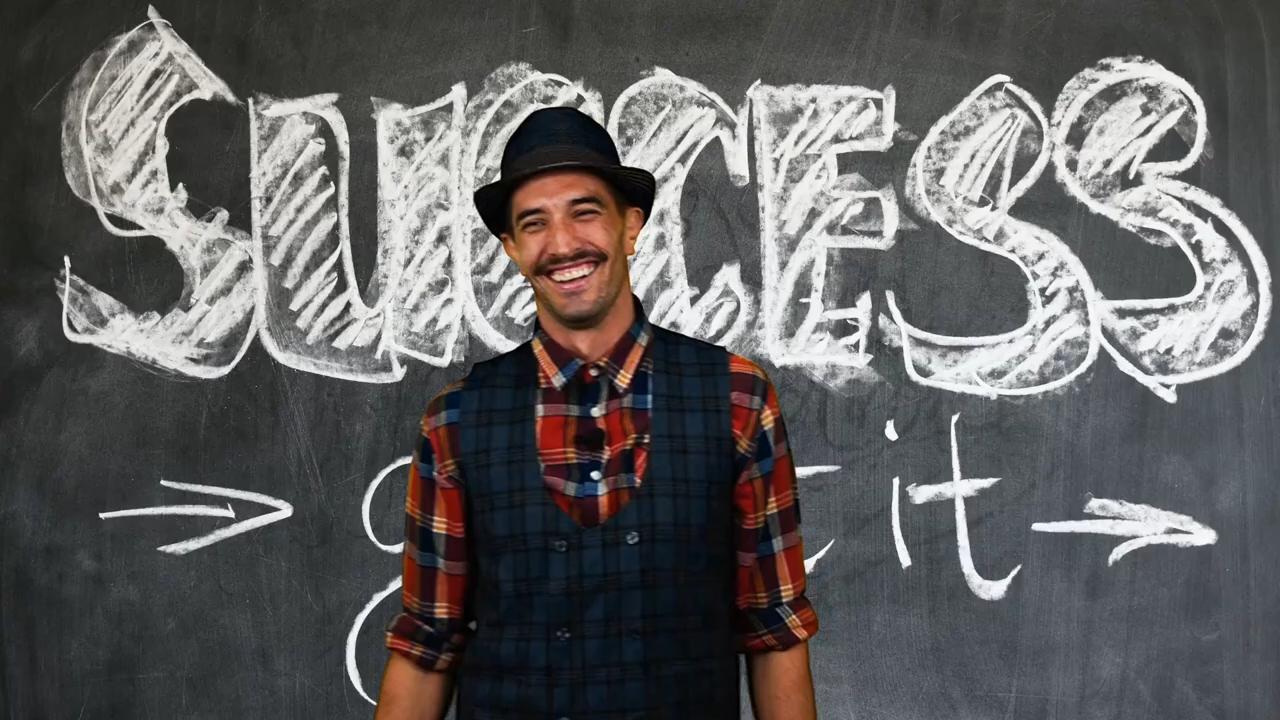 SUCCESS
→ it →